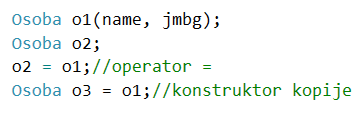 Osoba o1(name, jmbg);
Osoba o2;
o2 = o1;//operator =
Osoba o3 = o1;//konstruktor kopije